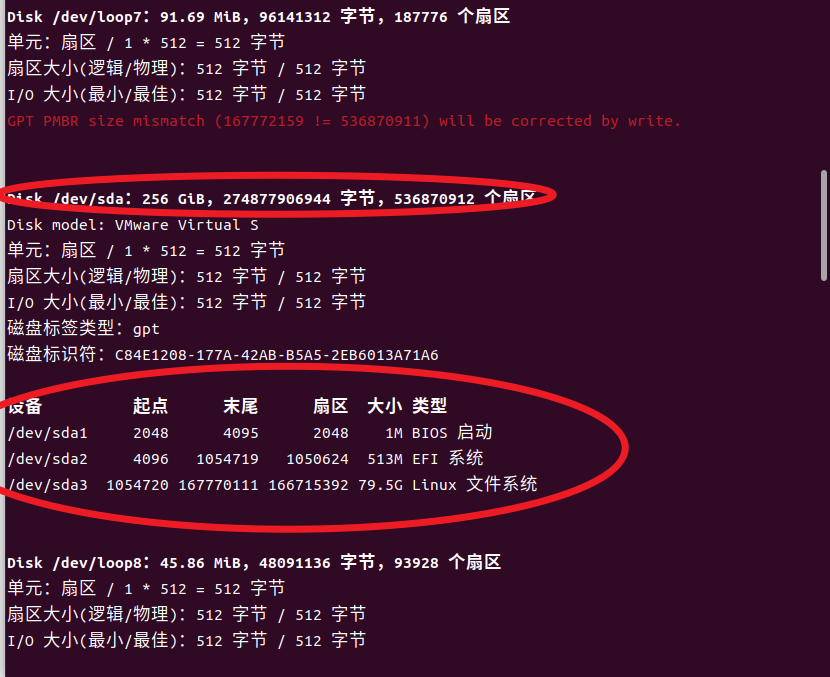 Disk /dev/loop7：91.69 MiB，96141312 字节，187776 个扇区
单元：扇区 / 1 * 512 = 512 字节
扇区大小(逻辑/物理)：512 字节 / 512 字节
I/O 大小(最小/最佳)：512 字节 / 512 字节
GPT PMBR size mismatch (167772159 != 536870911) will be corrected by write.
Disk /dev/sda：256 GiB，274877906944 字节，536870912 个扇区
Disk model: VMware Virtual S
单元：扇区 / 1 * 512 = 512 字节
扇区大小(逻辑/物理)：512 字节 / 512 字节
I/O 大小(最小/最佳)：512 字节 / 512 字节
磁盘标签类型：gpt
磁盘标识符：C84E1208-177A-42AB-B5A5-2EB6013A71A6
设备 起点 末尾 扇区 大小 类型
/dev/sda1 2048 4095 2048 1M BIOS 启动
/dev/sda2 4096 1054719 1050624 513M EFI 系统
/dev/sda3 1054720 167770111 166715392 79.5G Linux 文件系统
Disk /dev/loop8：45.86 MiB，48091136 字节，93928 个扇区
单元：扇区 / 1 * 512 = 512 字节
扇区大小(逻辑/物理)：512 字节 / 512 字节
I/O 大小(最小/最佳)：512 字节 / 512 字节